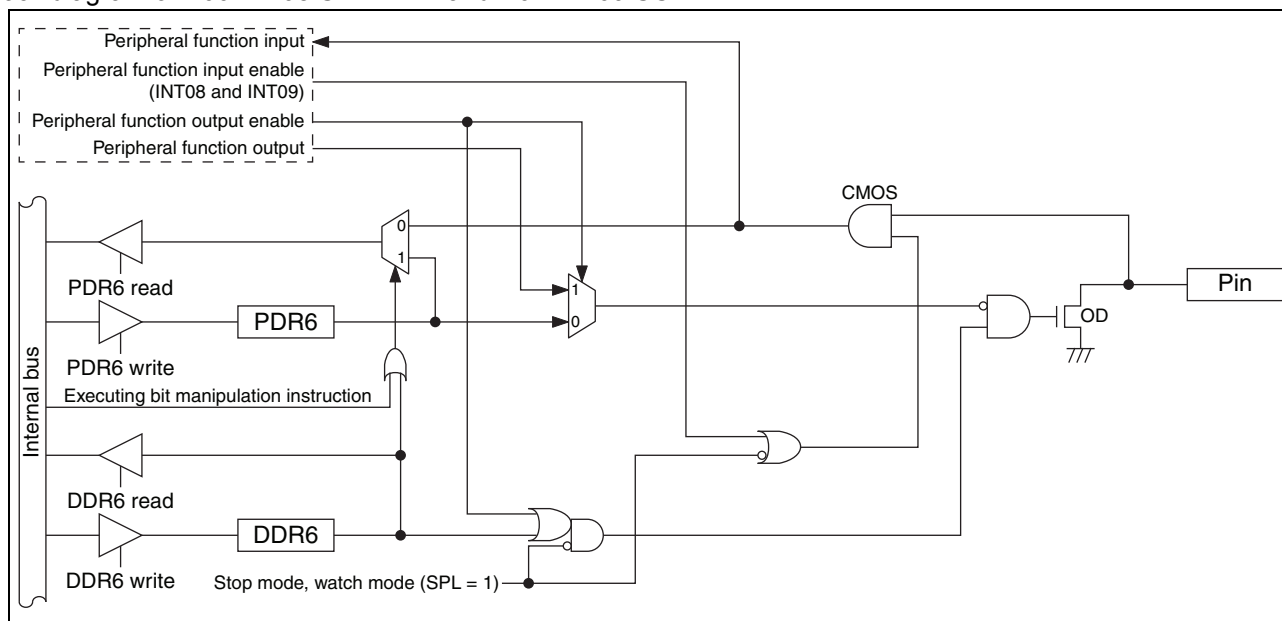 Peripheral function input
Peripheral function input enable
(INT08 and INT09)
Peripheral function output enable
Peripheral function output
CMOS
0
1
PDR6 read
1
Pin
PDR6
0
OD
PDR6 write
Executing bit manipulation instruction
Internal bus
DDR6 read
DDR6
DDR6 write
Stop mode, watch mode (SPL = 1)